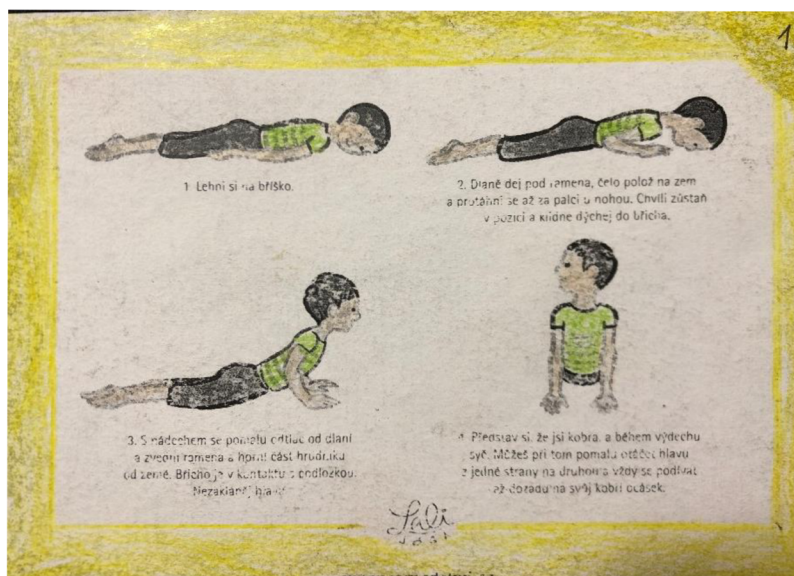 1
1. Lehni si na bříško.
2. Dlaně dej pod ramena, čelo polož na zem
a protáhni se až za palci u nohou. Chvíli zůstaň
v pozici a klidně dýchej do břicha.
3. S nádechem se pomalu odtlač od dlaní
a zvedni ramena a horní část hrudníku
od země. Břicho je v kontaktu s podložkou.
Nezakláněj hlavu.
4. Představ si, že jsi kobra, a během výdechu
syč. Můžeš při tom pomalu otáčet hlavu
z jedné strany na druhou a vždy se podívat
až dozadu na svůj kobří ocásek.
Lali